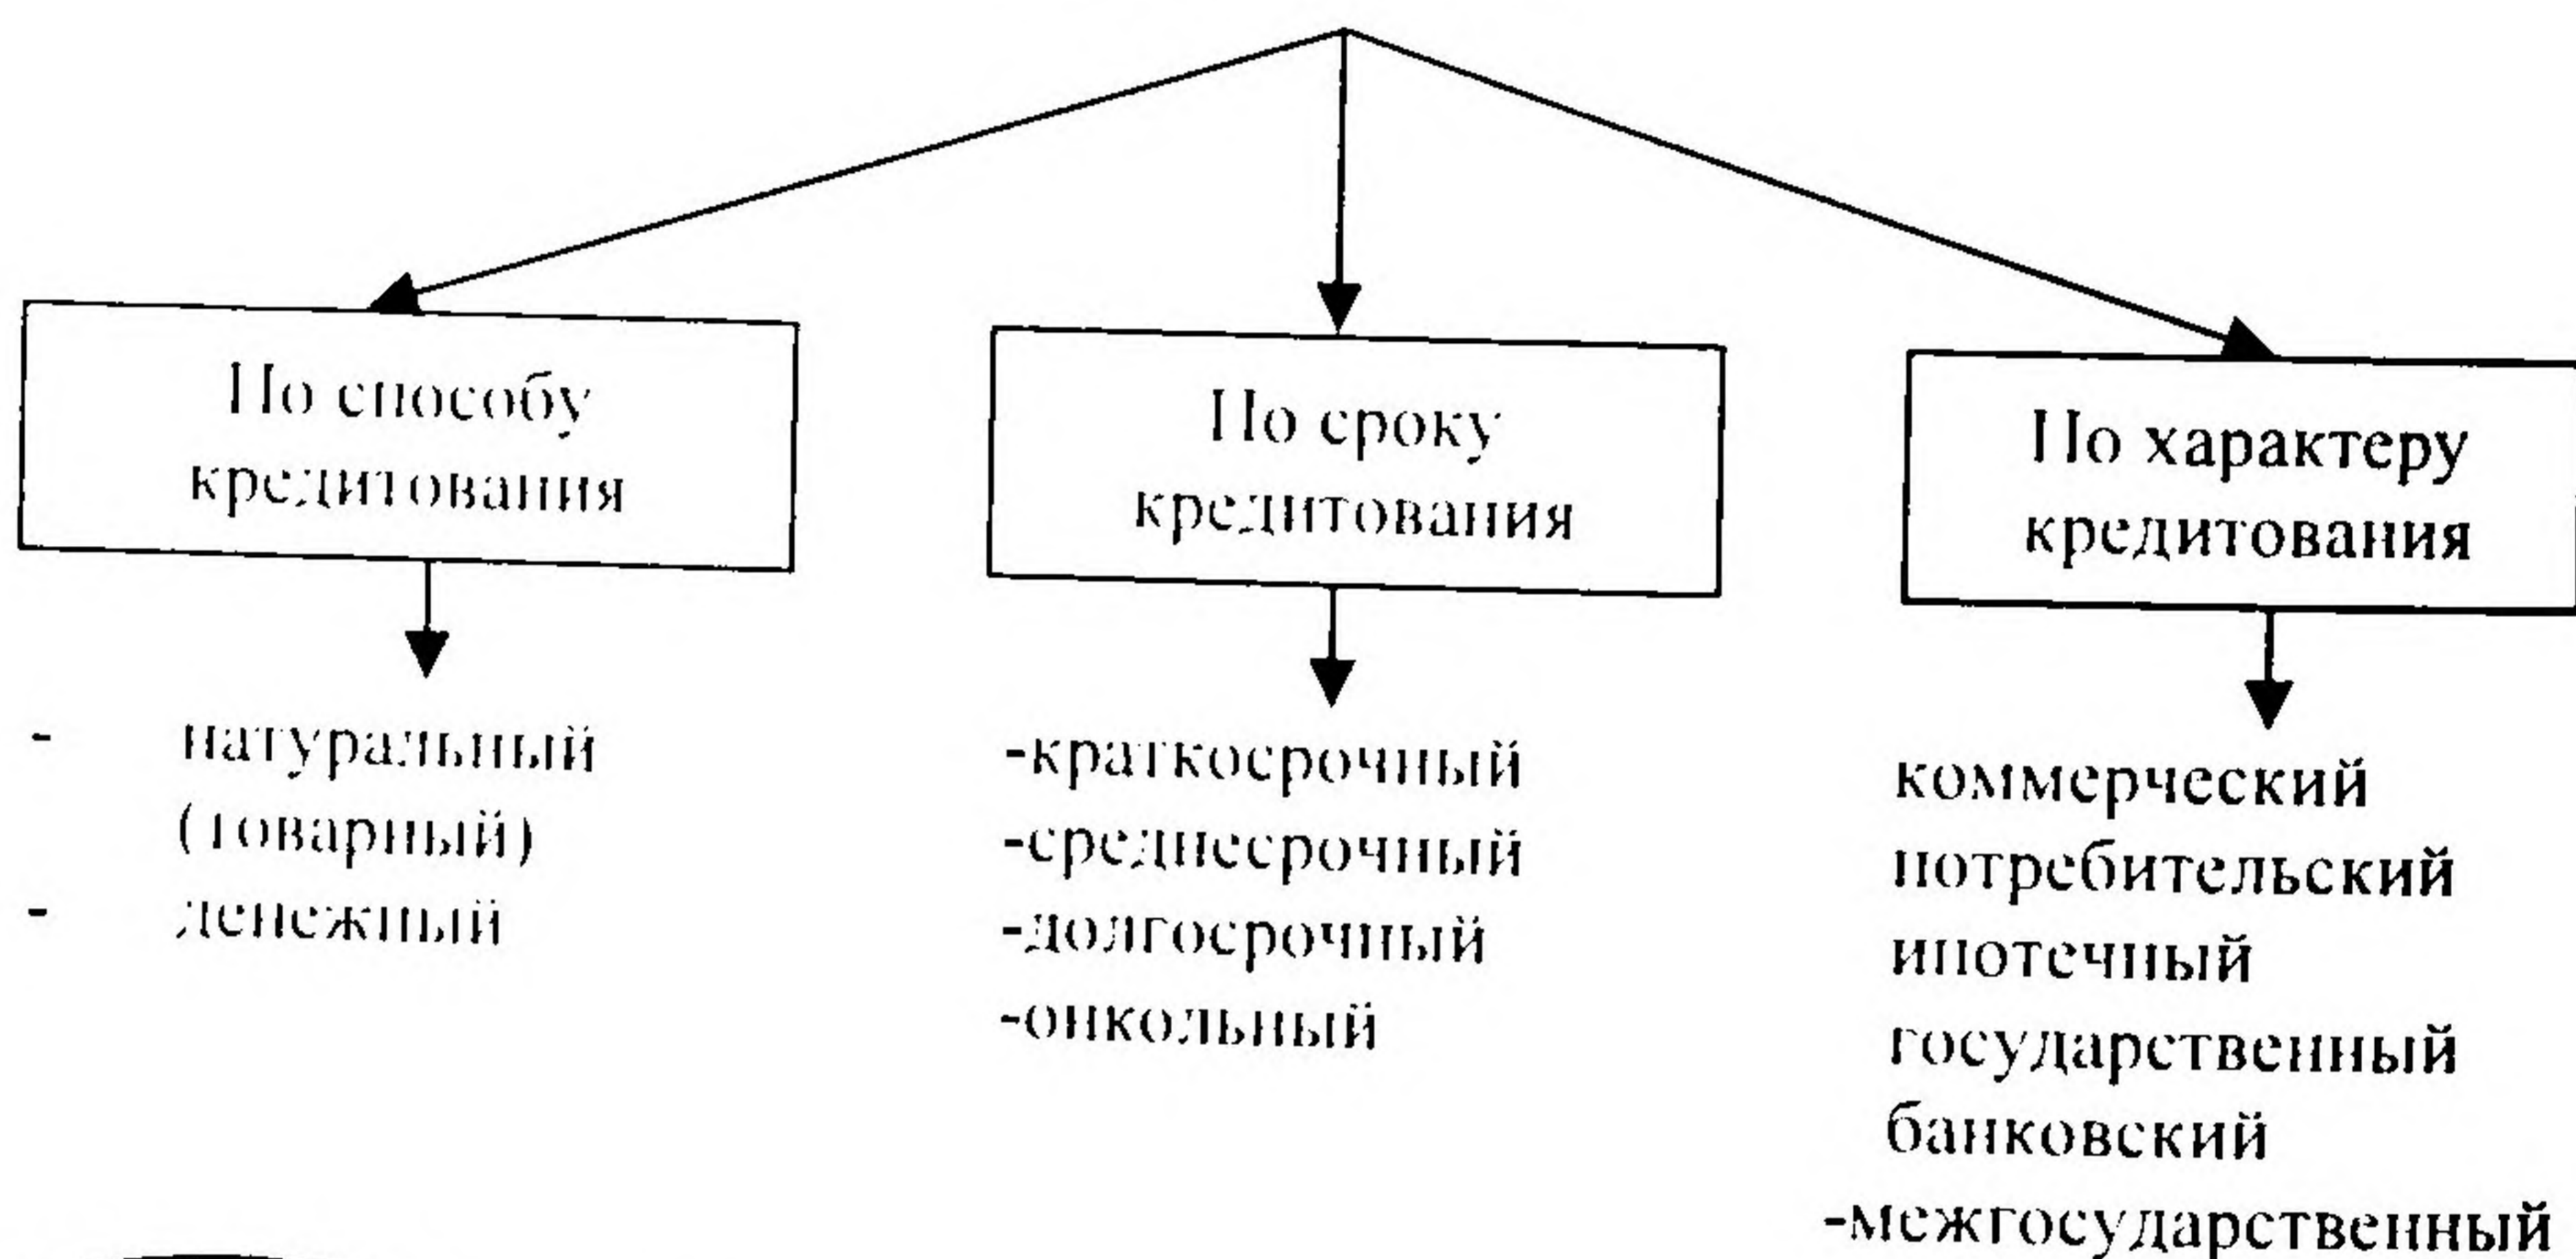 По способу
кредитования
По сроку
кредитования
По характеру
кредитования
- натуральный
(товарный)
- денежный
-краткосрочный
-среднесрочный
-долгосрочный
-онкольный
коммерческий
потребительский
ипотечный
государственный
банковский
-межгосударственный